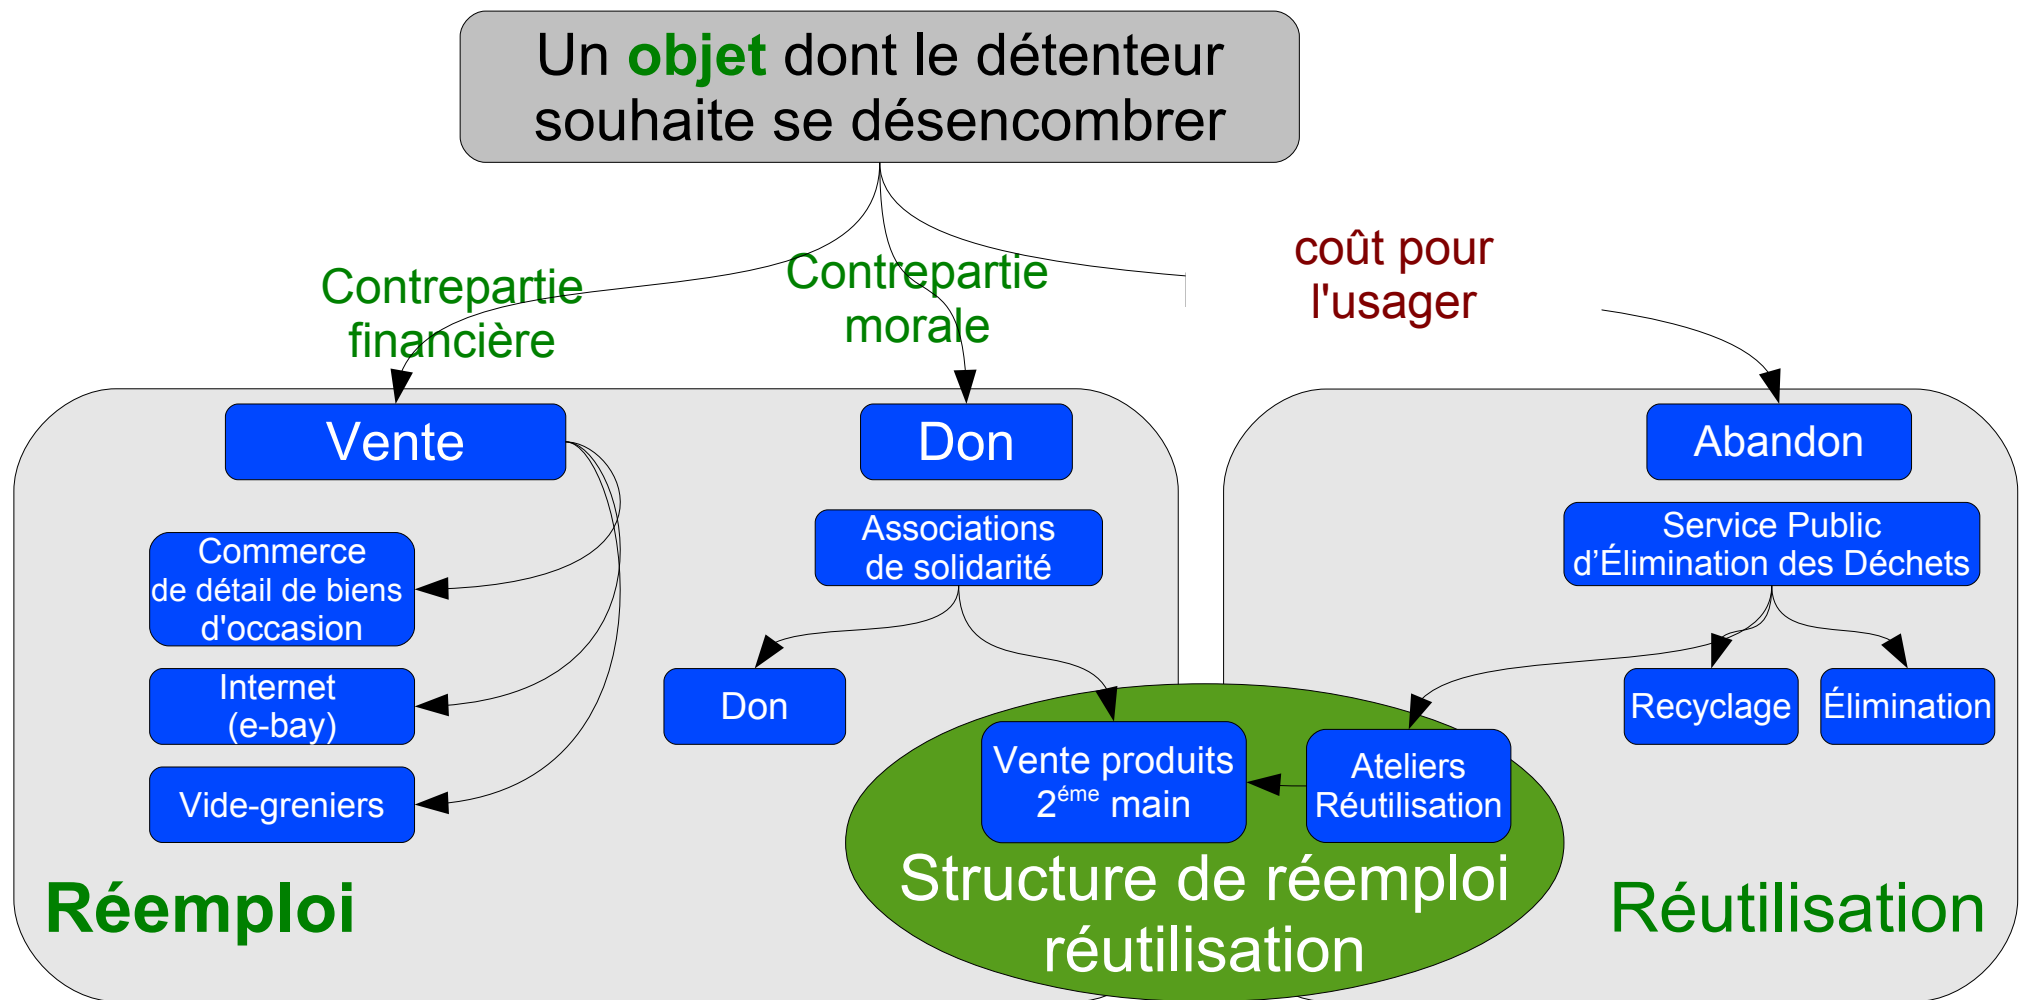 Un objet dont le détenteur
souhaite se désencombrer
Contrepartie
financière
Contrepartie
morale
coût pour
l'usager
Vente
Don
Abandon
Commerce
de détail de biens
d'occasion
Internet
(e-bay)
Vide-greniers
Associations
de solidarité
Don
Service Public
d’Élimination des Déchets
Recyclage
Élimination
Vente produits
2éme main
Ateliers
Réutilisation
Structure de réemploi
réutilisation
Réemploi
Réutilisation